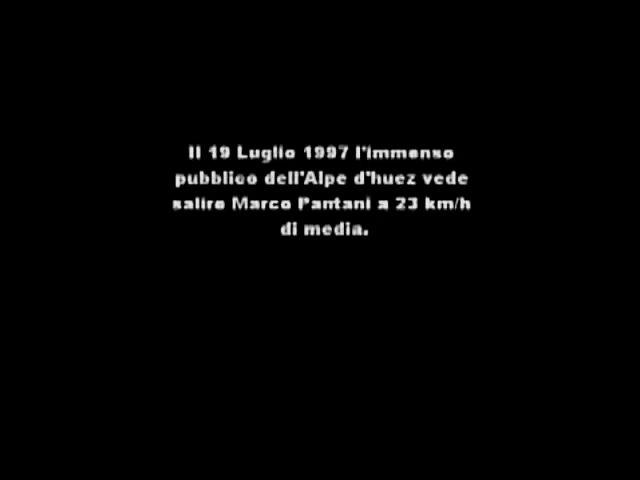 Il 19 Luglio 1997 l'immenso
pubblico dell'Alpe d'huez vede
salire Marco Pantani a 23 km/h
di media.